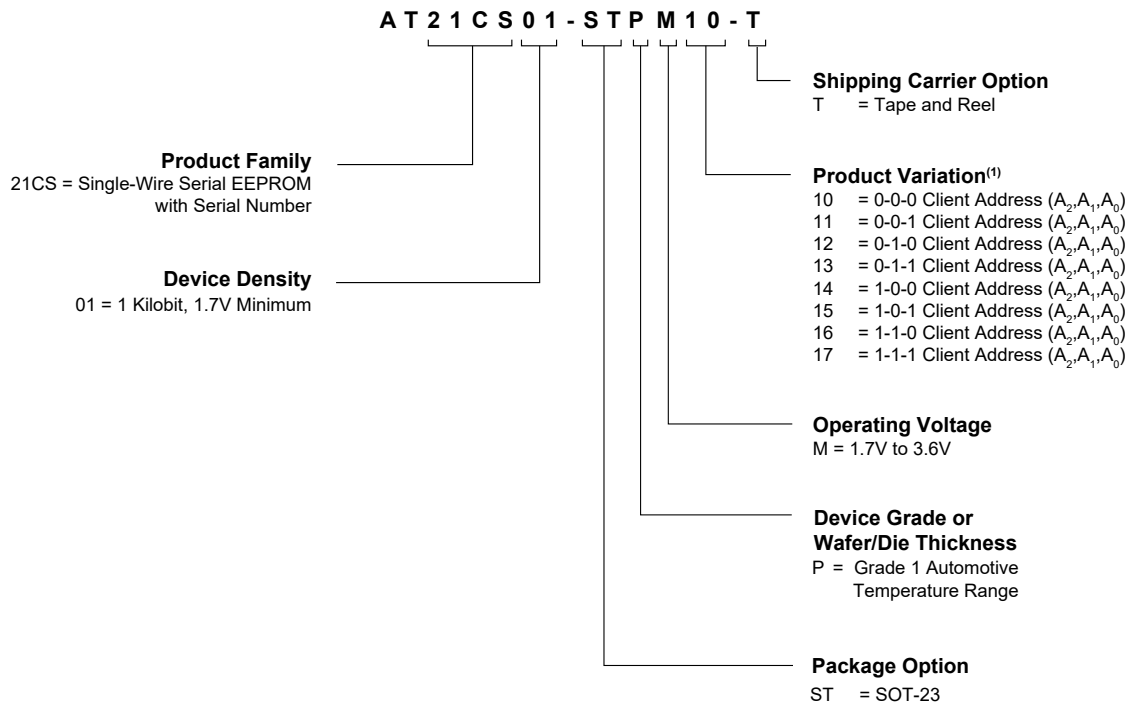 AT21CS01-STPM10-T
Shipping Carrier Option
T = Tape and Reel
Product Family
21CS = Single-Wire Serial EEPROM
with Serial Number
Product Variation(1)
10 = 0-0-0 Client Address (A2,A1,A0)
11 = 0-0-1 Client Address (A2,A1,A0)
12 = 0-1-0 Client Address (A2,A1,A0)
13 = 0-1-1 Client Address (A2,A1,A0)
14 = 1-0-0 Client Address (A2,A1,A0)
15 = 1-0-1 Client Address (A2,A1,A0)
16 = 1-1-0 Client Address (A2,A1,A0)
17 = 1-1-1 Client Address (A2,A1,A0)
Device Density
01 = 1 Kilobit, 1.7V Minimum
Operating Voltage
M = 1.7V to 3.6V
Device Grade or
Wafer/Die Thickness
P = Grade 1 Automotive
Temperature Range
Package Option
ST = SOT-23